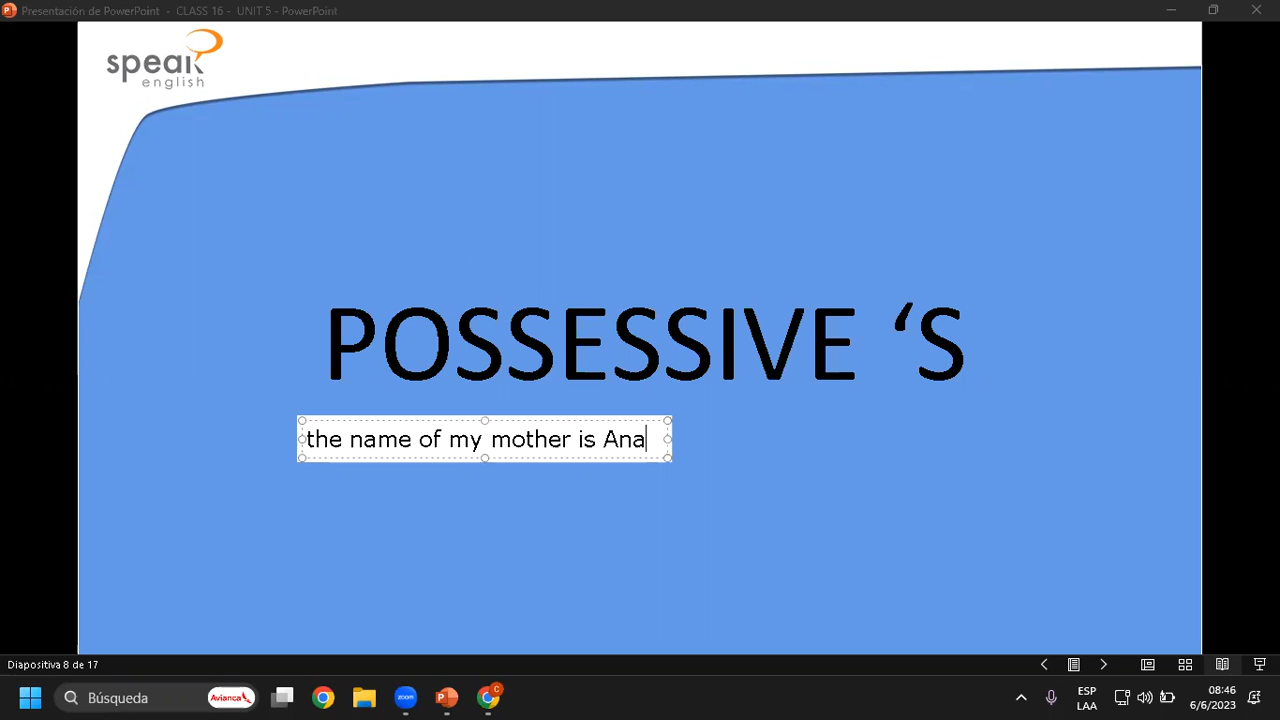 Presentación de PowerPoint - CLASS 16 - UNIT 5 - PowerPoint
speak
english
POSSESSIVE ‘S
the name of my mother is Ana
Diapositiva 8 de 17
Búsqueda
Avianca
zoom
C
ESP
LAA
08:46
6/6/2023